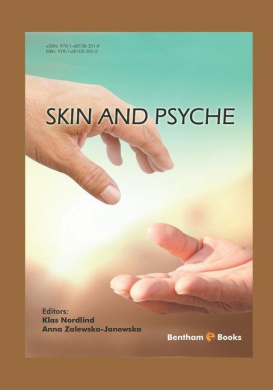 SKIN AND PSYCHE
Editors:
Klas Nordlind
Anna Zalewska-Janowska
Bentham e Books